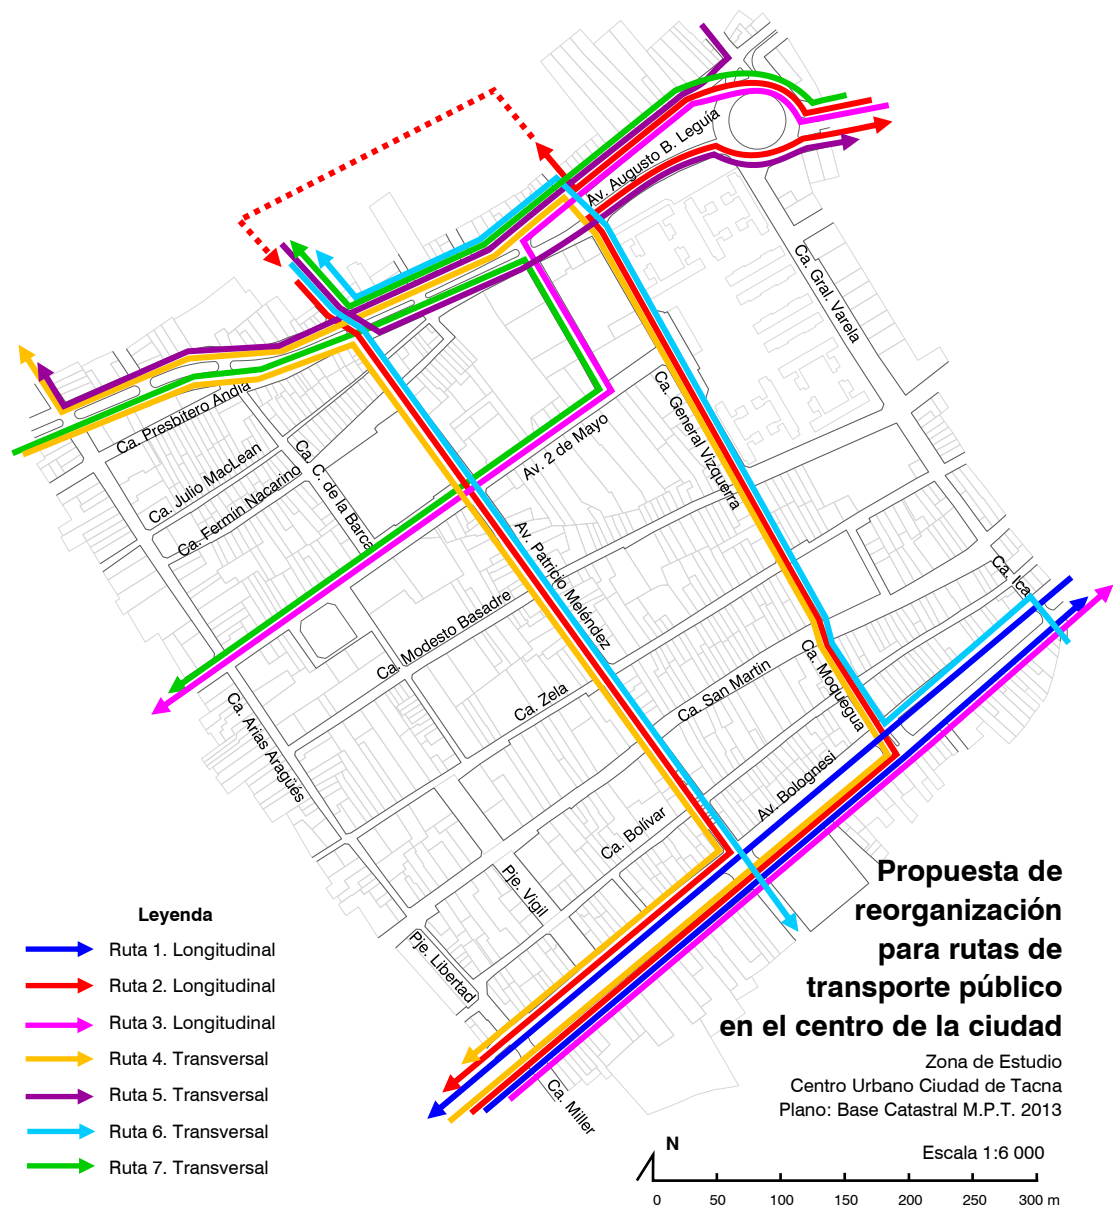 Av. Augusto B. Leguía
Ca. Gral. Varela
Ca. Presbitero Andía
Ca. Julio MacLean
Ca. Fermín Nacarino
Ca. C. de la Barca
Av. 2 de Mayo
Ca. General Vizquerra
Av. Patricio Meléndez
Ca. Modesto Basadre
Ca. Ica
Ca. Zela
Ca. San Martin
Ca. Moquegua
Ca. Arias Aragüés
Av. Bolognesi
Ca. Bolívar
Pje. Vigil
Pje. Libertad
Ca. Miller
Leyenda
Ruta 1. Longitudinal
Ruta 2. Longitudinal
Ruta 3. Longitudinal
Ruta 4. Transversal
Ruta 5. Transversal
Ruta 6. Transversal
Ruta 7. Transversal
Propuesta de
reorganización
para rutas de
transporte público
en el centro de la ciudad
Zona de Estudio
Centro Urbano Ciudad de Tacna
Plano: Base Catastral M.P.T. 2013
N
Escala 1:6 000
0 50 100 150 200 250 300 m